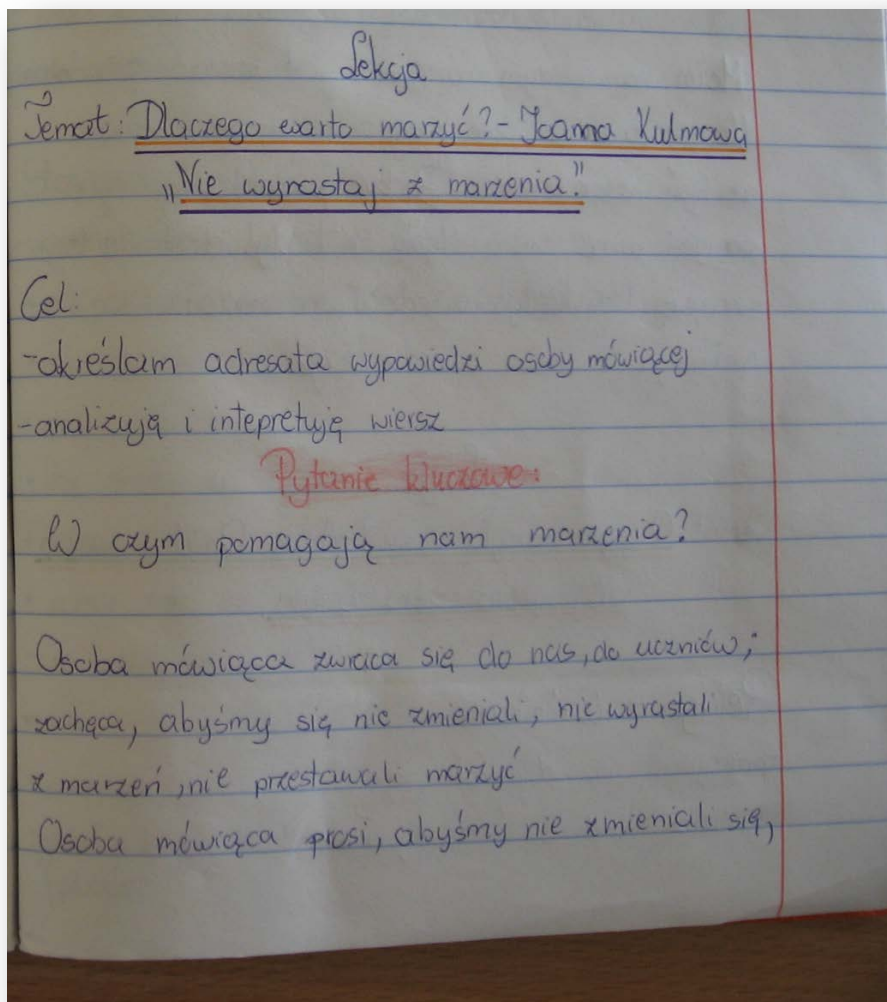 Lekcja
Temat: Dlaczego warto marzyć? - Joanna Kulmowa
"Nie wyrastaj z marzenia."
Cel:
-określam adresata wypowiedzi osoby mówiącej
-analizują i intepretuję wiersz
Pytanie kluczowe:
W czym pomagają nam marzenia?
Osoba mówiąca zwraca się do nas, do uczniów;
zachęca, abyśmy się nie zmieniali, nie wyrastali
z marzeń, nie przestawali marzyć
Osoba mówiąca prosi, abyśmy nie zmieniali się,